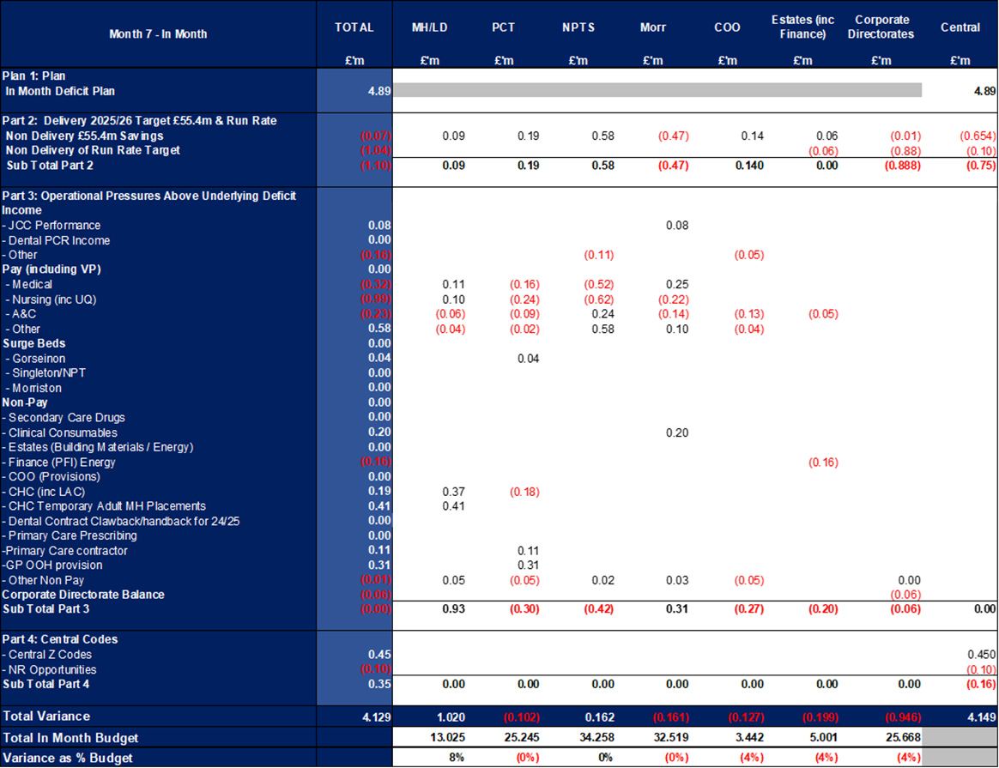 Month 7 - In Month TOTAL MH/LD PCT NPTS Morr COO Estates (inc Finance) Corporate Directorates Central
£'m £'m £'m £'m £'m £'m £'m £'m £'m
Plan 1: Plan
In Month Deficit Plan 4.89 4.89
Part 2: Delivery 2025/26 Target £55.4m & Run Rate
Non Delivery £55.4m Savings (0.07) 0.09 0.19 0.58 (0.47) 0.14 0.06 (0.01) (0.654)
Non Delivery of Run Rate Target (1.04) (0.06) (0.88) (0.10)
Sub Total Part 2 (1.10) 0.09 0.19 0.58 (0.47) 0.140 0.00 (0.888) (0.75)
Part 3: Operational Pressures Above Underlying Deficit
Income
- JCC Performance 0.08 0.08
- Dental PCR Income 0.00
- Other (0.16) (0.11) (0.05)
Pay (including VP) 0.00
- Medical (0.32) 0.11 (0.16) (0.52) 0.25
- Nursing (inc UQ) (0.99) 0.10 (0.24) (0.62) (0.22)
- A&C (0.23) (0.06) (0.09) 0.24 (0.14) (0.13) (0.05)
- Other 0.58 (0.04) (0.02) 0.58 0.10 (0.04)
Surge Beds 0.00
- Gorseinon 0.04 0.04
- Singleton/NPT 0.00
- Morriston 0.00
Non-Pay 0.00
- Secondary Care Drugs 0.00
- Clinical Consumables 0.20 0.20
- Estates (Building Materials / Energy) 0.00
- Finance (PFI) Energy (0.16) (0.16)
- COO (Provisions) 0.00
- CHC (inc LAC) 0.19 0.37 (0.18)
- CHC Temporary Adult MH Placements 0.41 0.41
- Dental Contract Clawback/handback for 24/25 0.00
- Primary Care Prescribing 0.00
-Primary Care contractor 0.11 0.11
-GP OOH provision 0.31 0.31
- Other Non Pay (0.01) 0.05 (0.05) 0.02 0.03 (0.05) 0.00
Corporate Directorate Balance (0.06) (0.06)
Sub Total Part 3 (0.00) 0.93 (0.30) (0.42) 0.31 (0.27) (0.20) (0.06) 0.00
Part 4: Central Codes
- Central Z Codes 0.45 0.450
- NR Opportunities (0.10) (0.10)
Sub Total Part 4 0.35 0.00 0.00 0.00 0.00 0.00 0.00 0.00 (0.16)
Total Variance 4.129 1.020 (0.102) 0.162 (0.161) (0.127) (0.199) (0.946) 4.149
Total In Month Budget 13.025 25.245 34.258 32.519 3.442 5.001 25.668
Variance as % Budget 8% (0%) 0% (0%) (4%) (4%) (4%)